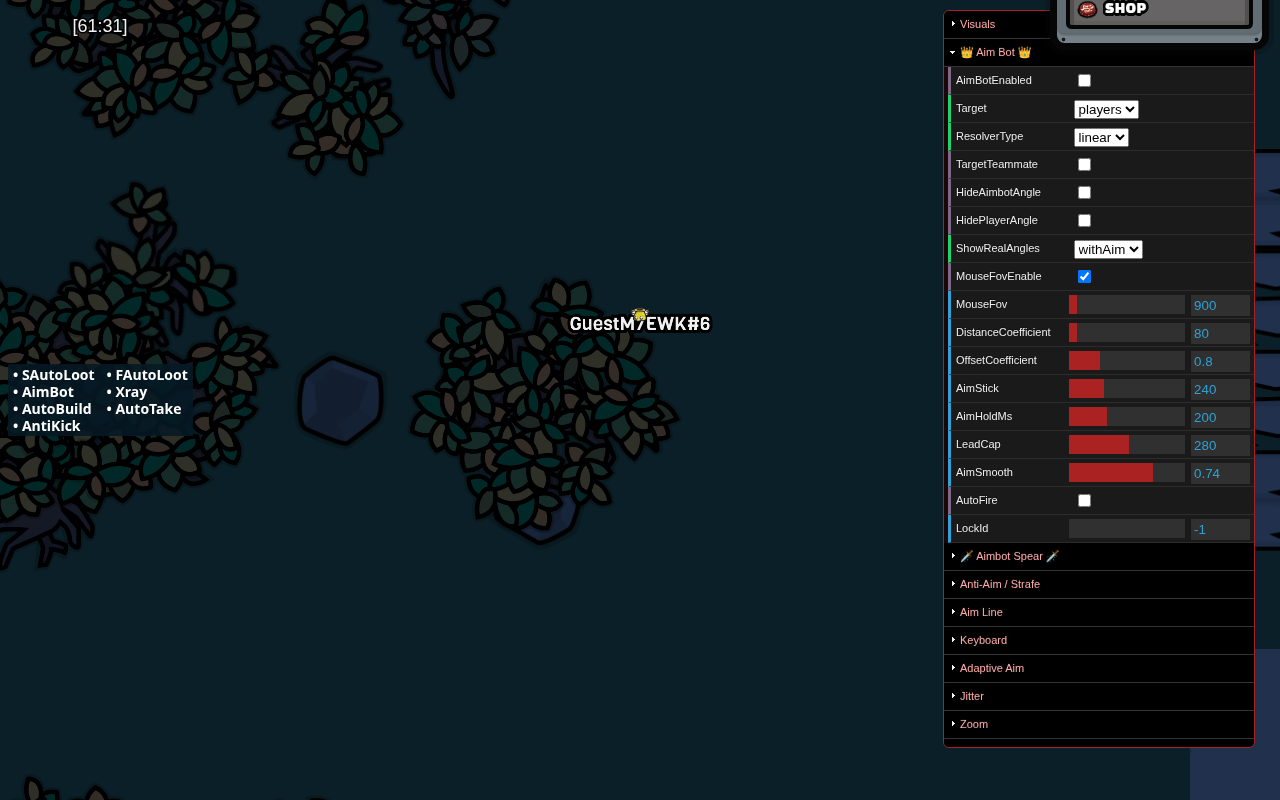 [61:31]
SHOP
Visuals
👑 Aim Bot 👑
AimBotEnabled
Target players
ResolverType linear
TargetTeammate
HideAimbotAngle
HidePlayerAngle
ShowRealAngles withAim
MouseFovEnable
MouseFov 900
DistanceCoefficient 80
OffsetCoefficient 0.8
AimStick 240
AimHoldMs 200
LeadCap 280
AimSmooth 0.74
AutoFire
LockId -1
🗡️ Aimbot Spear 🗡️
Anti-Aim / Strafe
Aim Line
Keyboard
Adaptive Aim
Jitter
Zoom
• SAutoLoot • FAutoLoot
• AimBot • Xray
• AutoBuild • AutoTake
• AntiKick